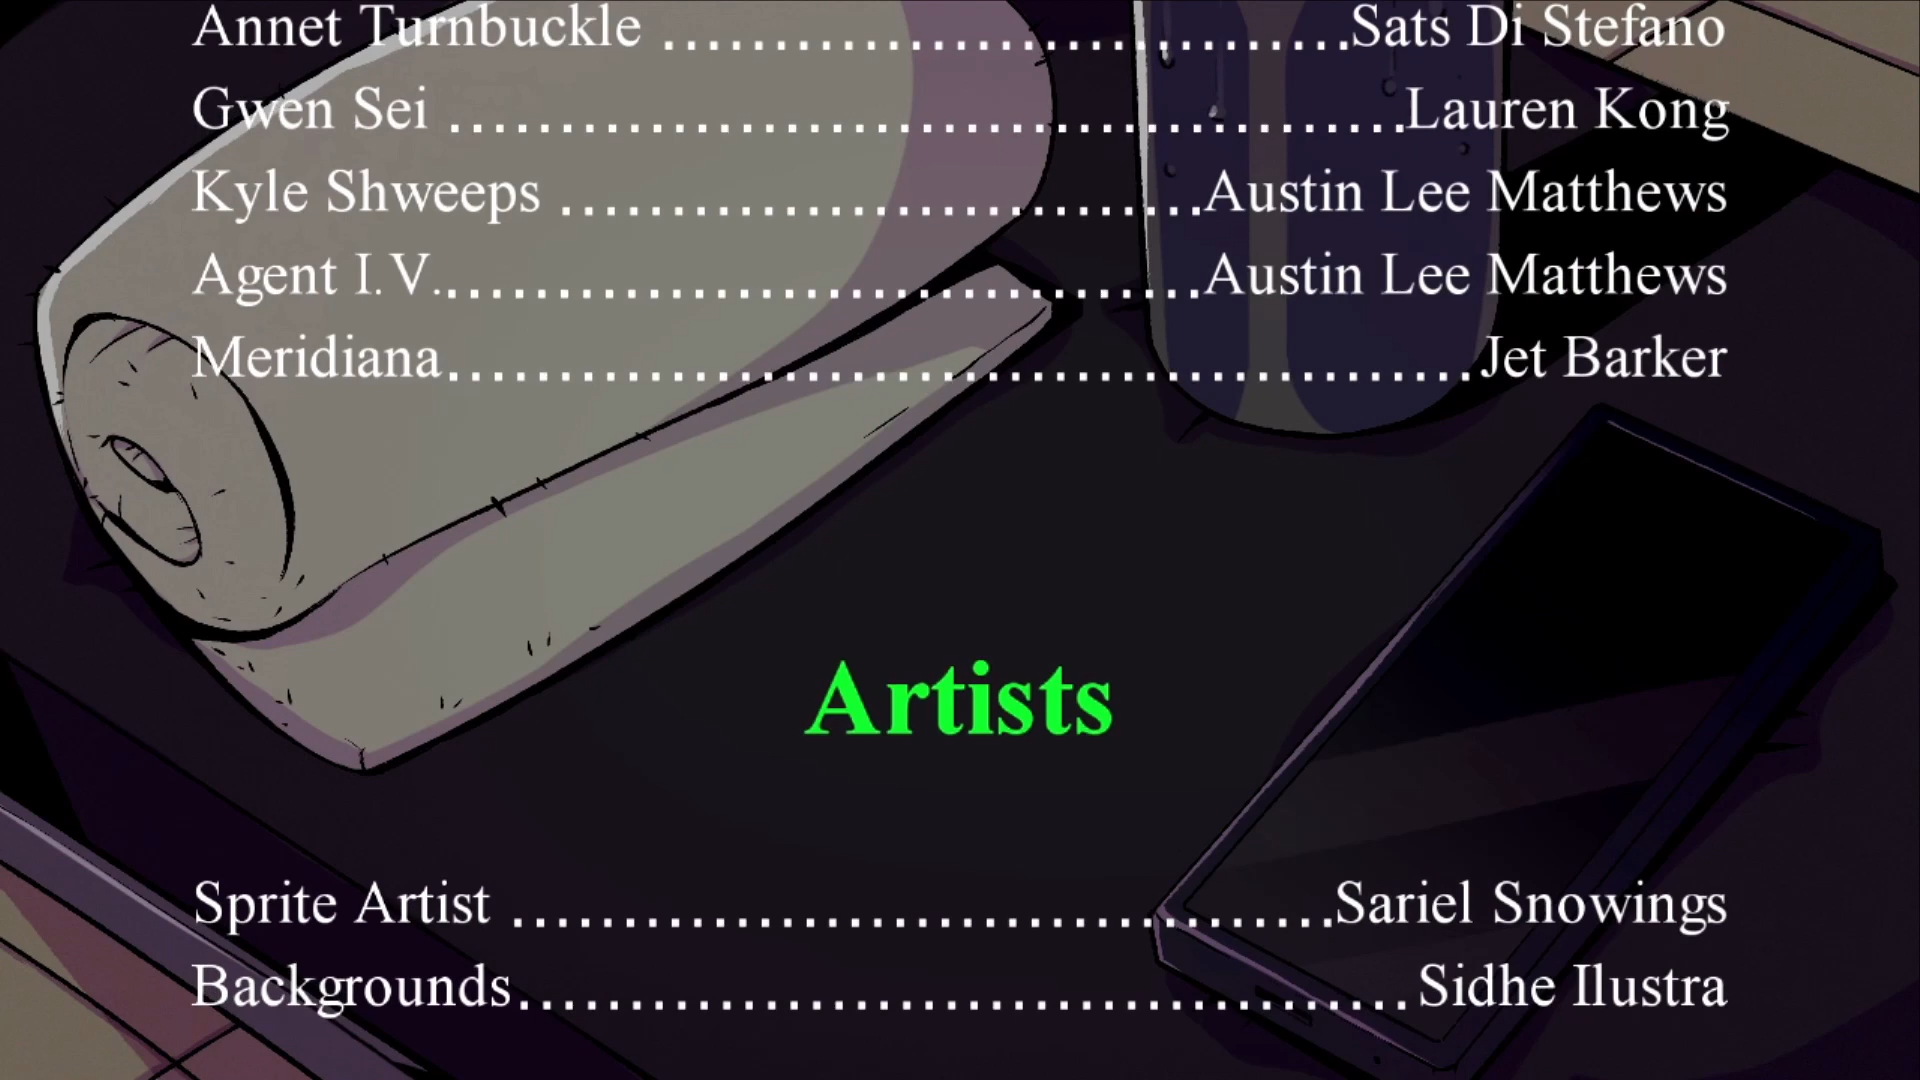 Annet Turnbuckle ..............................Sats Di Stefano
Gwen Sei ..........................................Lauren Kong
Kyle Shweeps ............................Austin Lee Matthews
Agent I.V..................................Austin Lee Matthews
Meridiana.............................................Jet Barker
Artists
Sprite Artist ....................................Sariel Snowings
Backgrounds.......................................Sidhe Ilustra